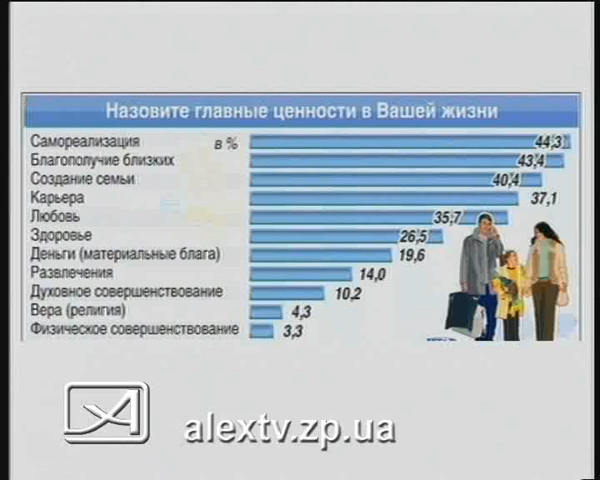 Назовите главные ценности в Вашей жизни
Самореализация в % 44,3
Благополучие близких 43,4
Создание семьи 40,4
Карьера 37,1
Любовь 35,7
Здоровье 26,5
Деньги (материальные блага) 19,6
Развлечения 14,0
Духовное совершенствование 10,2
Вера (религия) 4,3
Физическое совершенствование 3,3
alextv.zp.ua